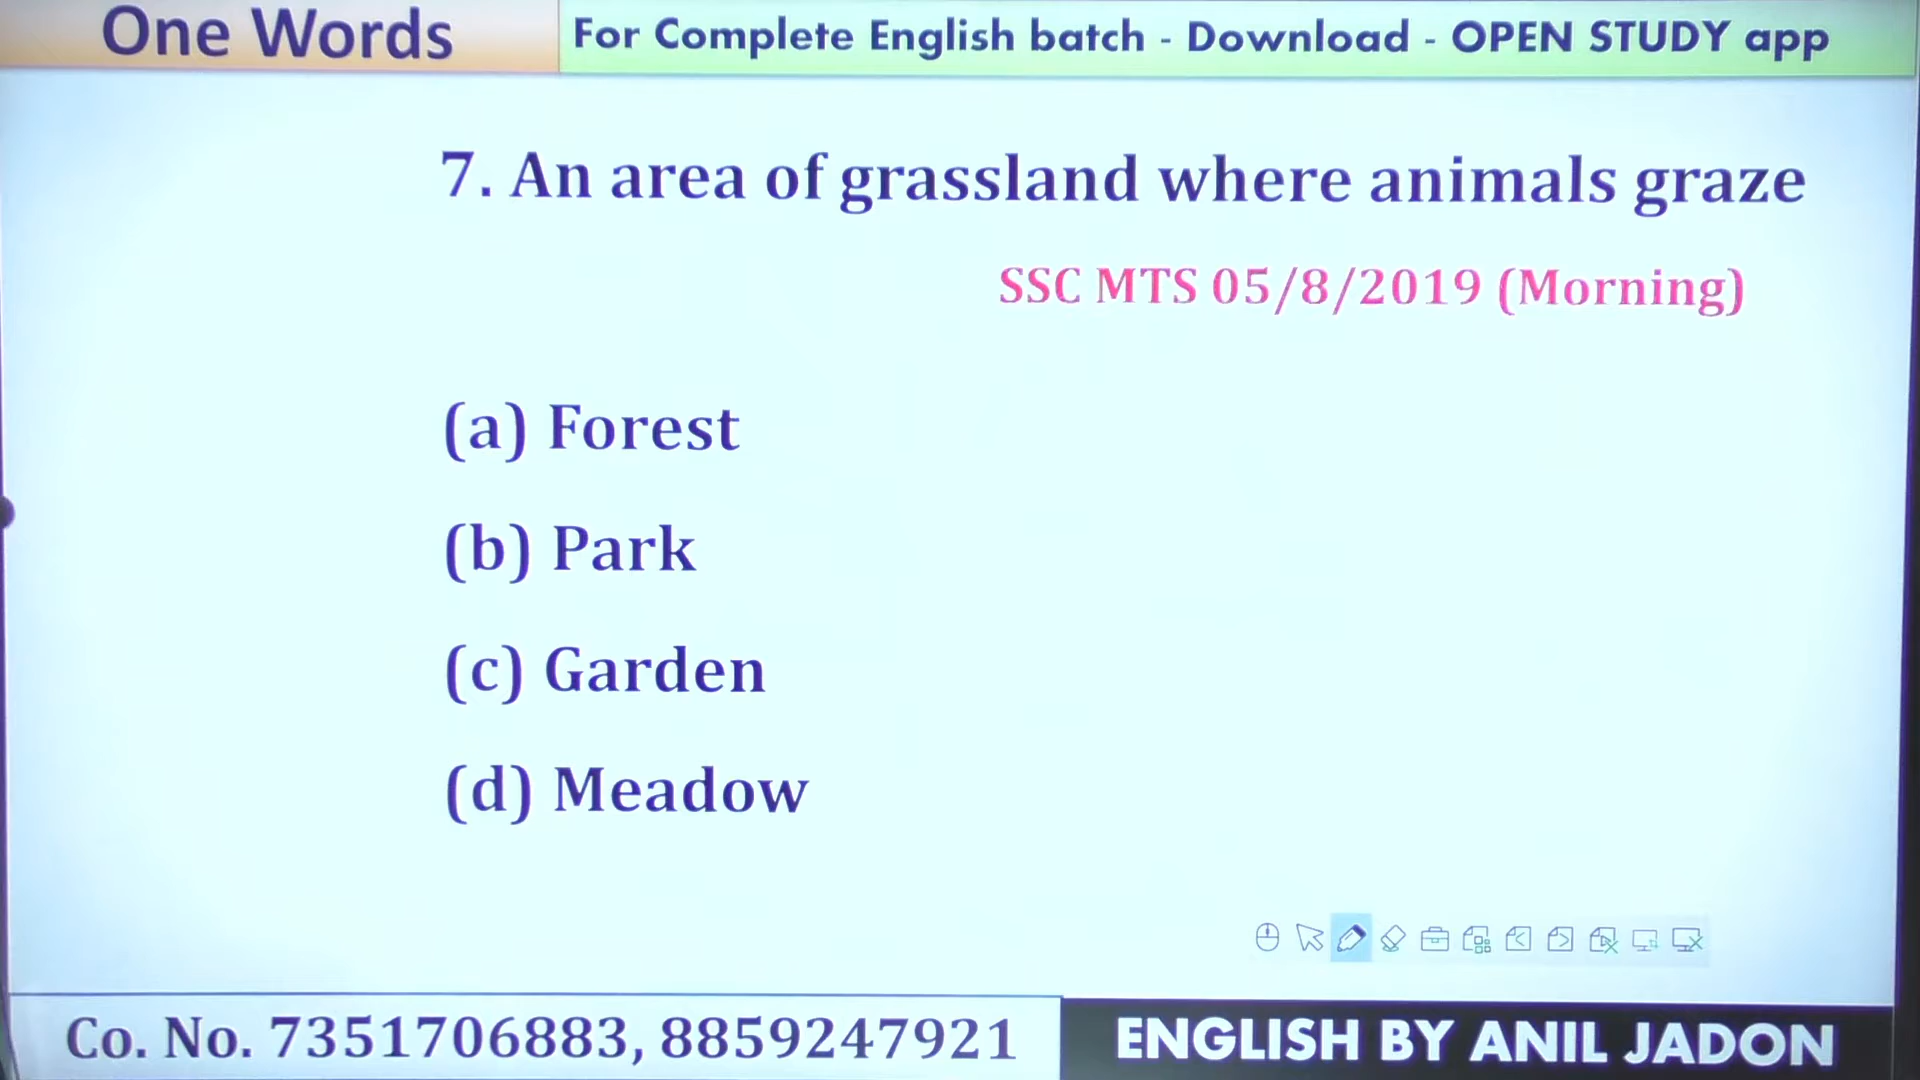 One Words
For Complete English batch - Download - OPEN STUDY app
7. An area of grassland where animals graze
SSC MTS 05/8/2019 (Morning)
(a) Forest
(b) Park
(c) Garden
(d) Meadow
Co. No. 7351706883, 8859247921
ENGLISH BY ANIL JADON